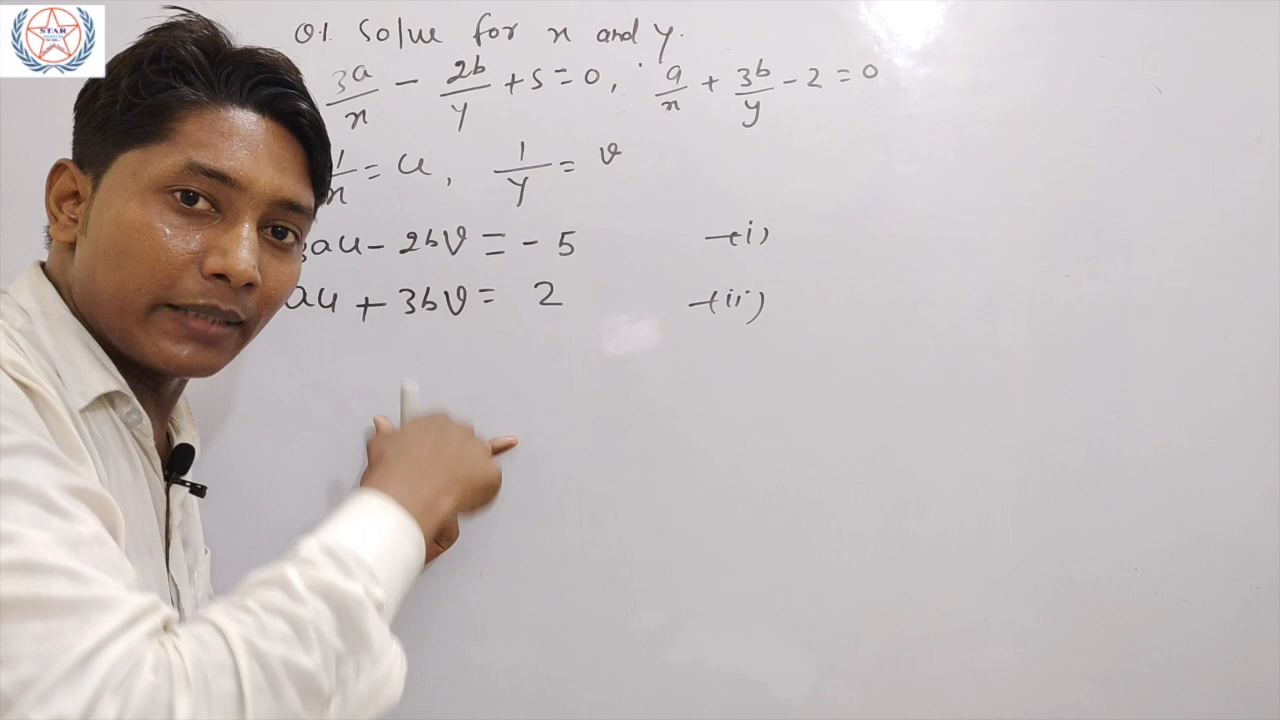 STAR
Q1. Solve for x and y.
3a/x - 2b/y + 5 = 0, a/x + 3b/y - 2 = 0
1/x = u, 1/y = v
3au - 2bv = - 5 —(i)
au + 3bv = 2 —(ii)